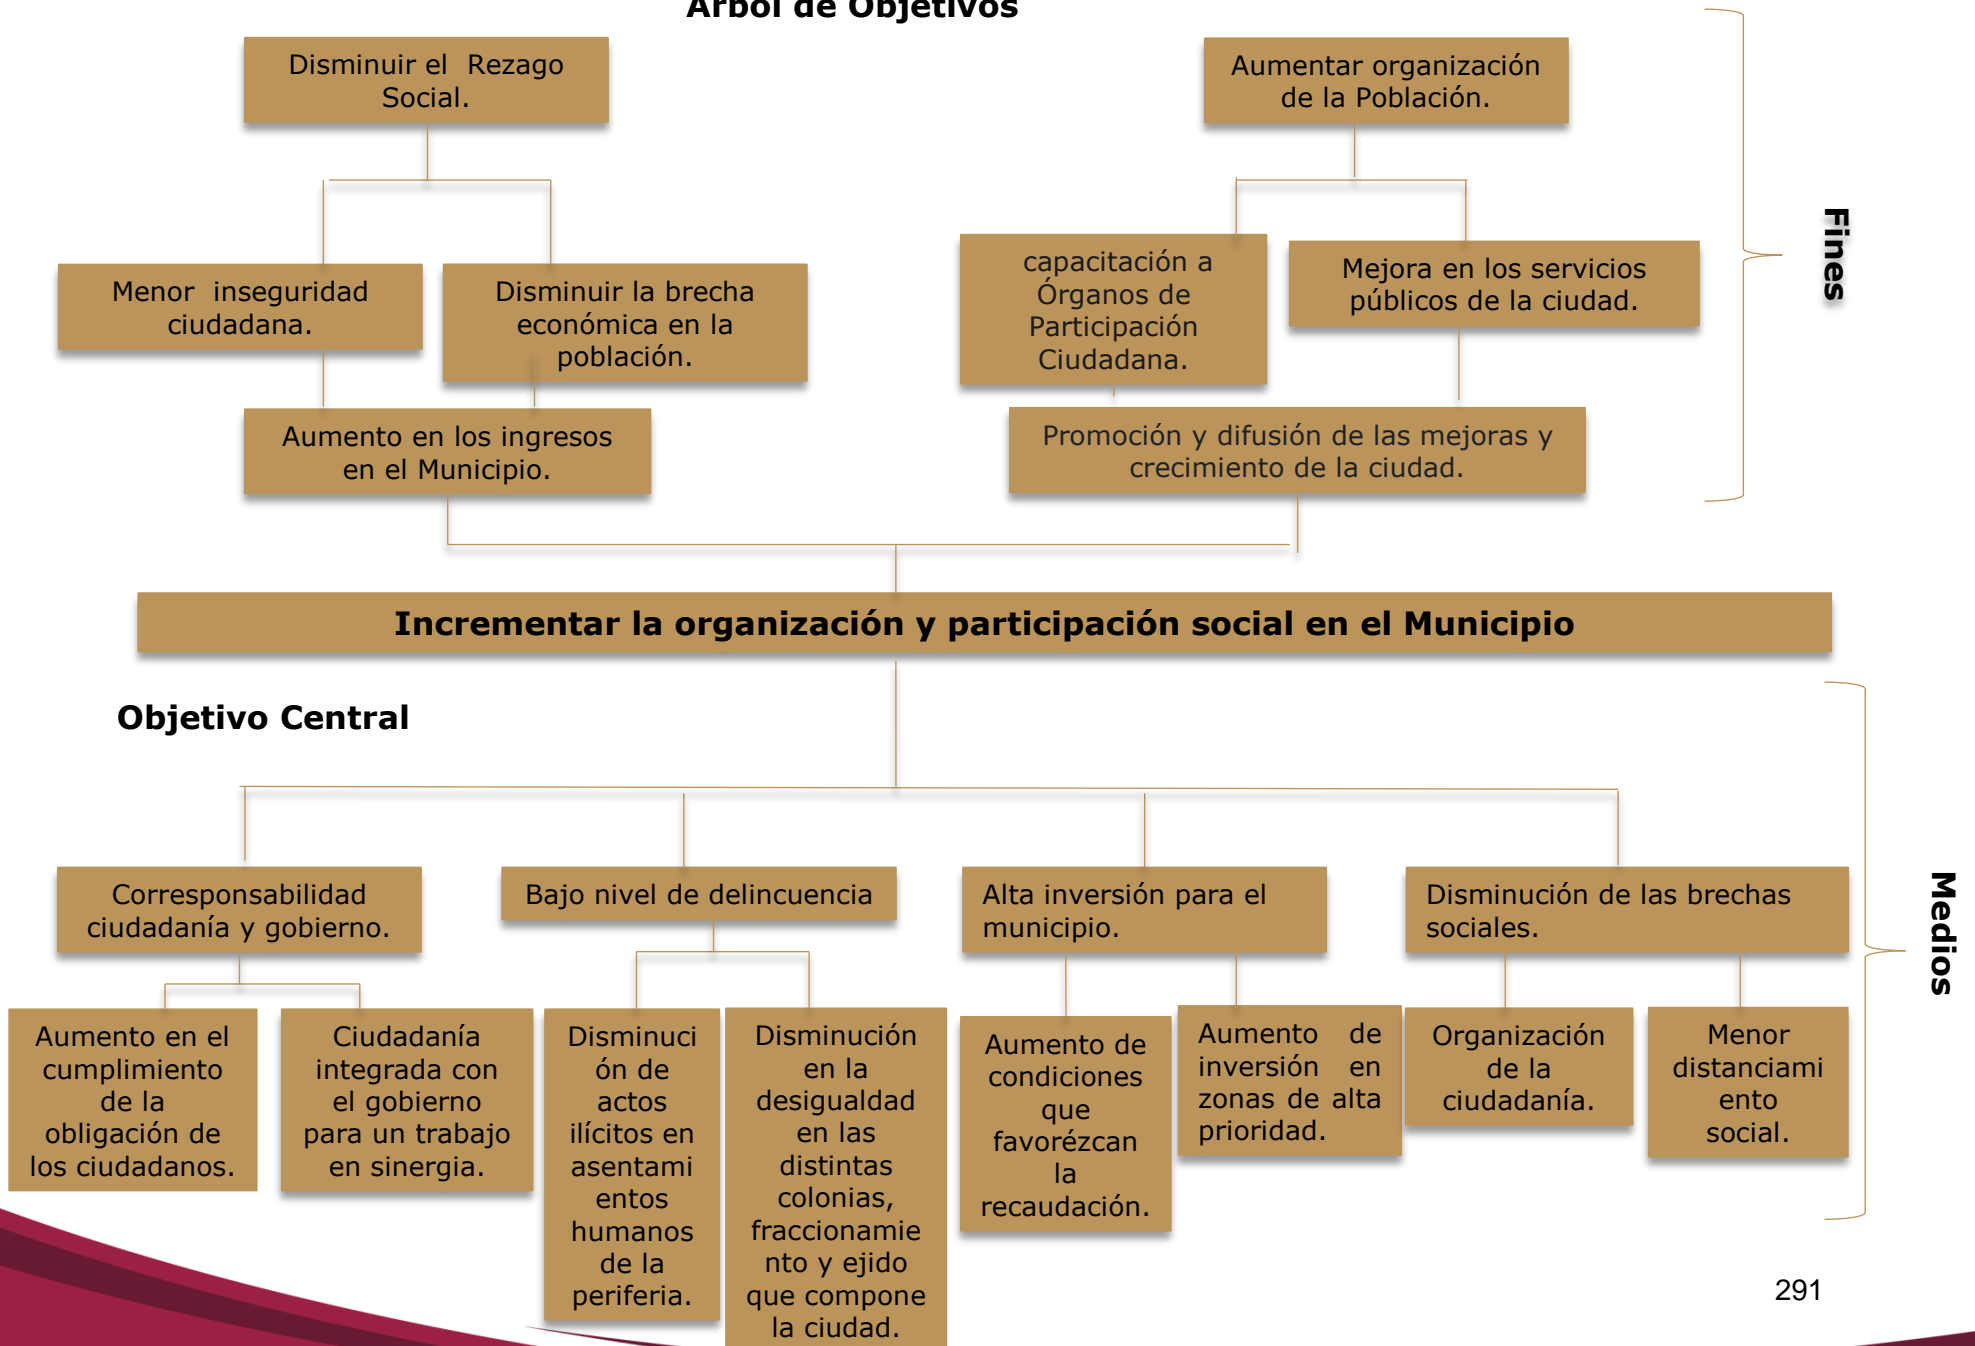 Árbol de Objetivos
Disminuir el Rezago
Social.
Aumentar organización
de la Población.
Fines
Menor inseguridad
ciudadana.
Disminuir la brecha
económica en la
población.
capacitación a
Órganos de
Participación
Ciudadana.
Mejora en los servicios
públicos de la ciudad.
Aumento en los ingresos
en el Municipio.
Promoción y difusión de las mejoras y
crecimiento de la ciudad.
Incrementar la organización y participación social en el Municipio
Objetivo Central
Medios
Corresponsabilidad
ciudadanía y gobierno.
Bajo nivel de delincuencia
Alta inversión para el
municipio.
Disminución de las brechas
sociales.
Aumento en el
cumplimiento
de la
obligación de
los ciudadanos.
Ciudadanía
integrada con
el gobierno
para un trabajo
en sinergia.
Disminuci
ón de
actos
ilícitos en
asentami
entos
humanos
de la
periferia.
Disminución
en la
desigualdad
en las
distintas
colonias,
fraccionamie
nto y ejido
que compone
la ciudad.
Aumento de
condiciones
que
favorézcan
la
recaudación.
Aumento de
inversión en
zonas de alta
prioridad.
Organización
de la
ciudadanía.
Menor
distanciami
ento
social.
291